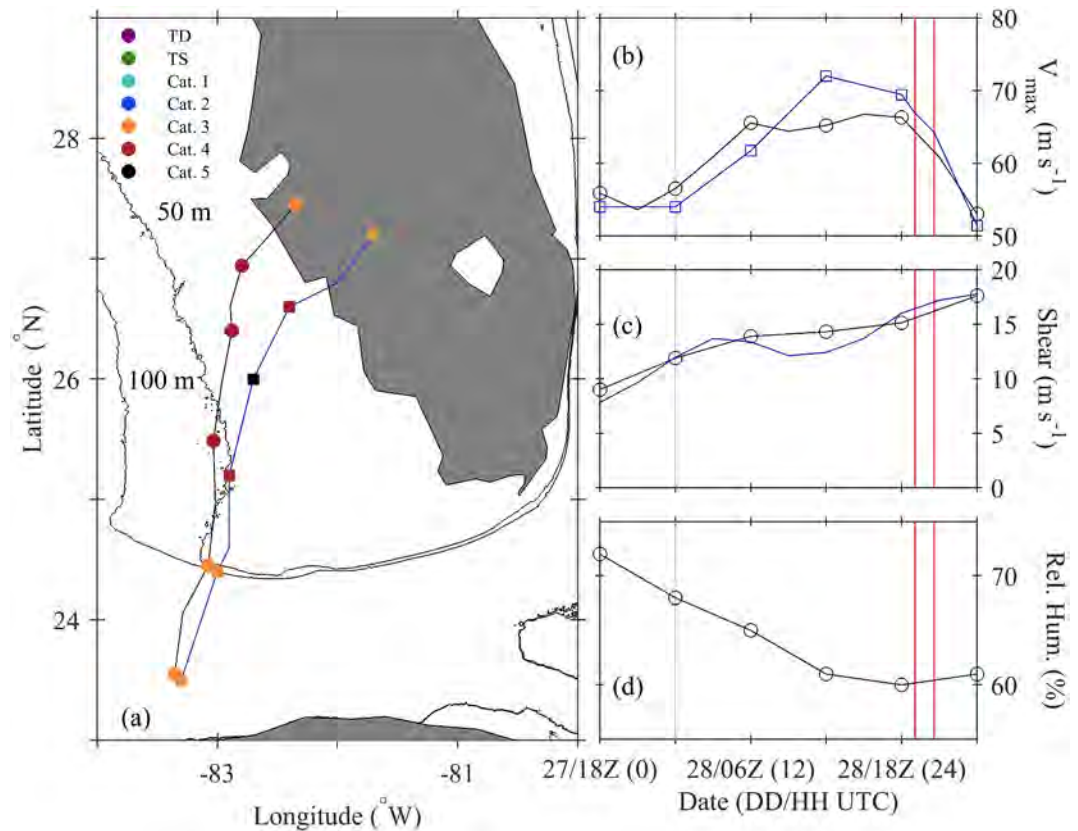 TD
TS
Cat. 1
Cat. 2
Cat. 3
Cat. 4
Cat. 5
50 m
100 m
28
26
24
Latitude (°N)
(a)
-83
-81
Longitude (°W)
(b)
80
70
60
50
Vmax (m s-1)
(c)
20
15
10
5
0
Shear (m s-1)
(d)
70
60
Rel. Hum. (%)
27/18Z (0) 28/06Z (12) 28/18Z (24)
Date (DD/HH UTC)